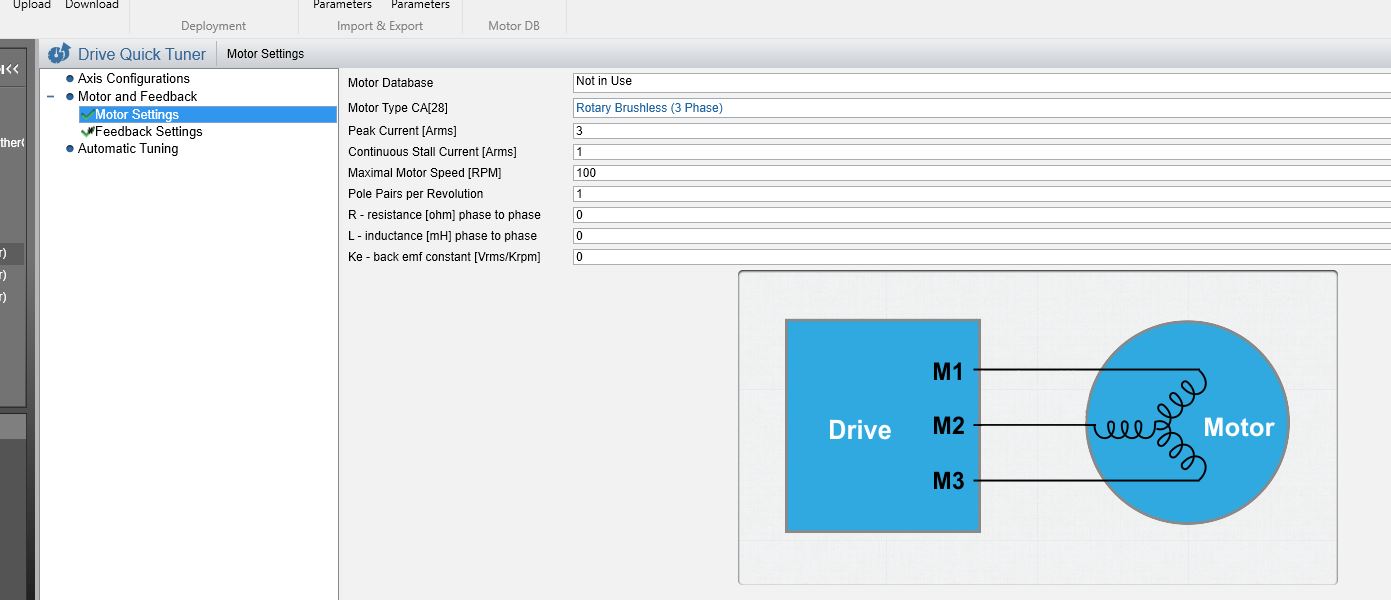 Upload Download Parameters Parameters
Deployment Import & Export Motor DB
Drive Quick Tuner Motor Settings
Axis Configurations
Motor and Feedback
Motor Settings
Feedback Settings
Automatic Tuning
Motor Database Not in Use
Motor Type CA[28] Rotary Brushless (3 Phase)
Peak Current [Arms] 3
Continuous Stall Current [Arms] 1
Maximal Motor Speed [RPM] 100
Pole Pairs per Revolution 1
R - resistance [ohm] phase to phase 0
L - inductance [mH] phase to phase 0
Ke - back emf constant [Vrms/Krpm] 0
M1
Drive M2 Motor
M3
r)
r)
r)